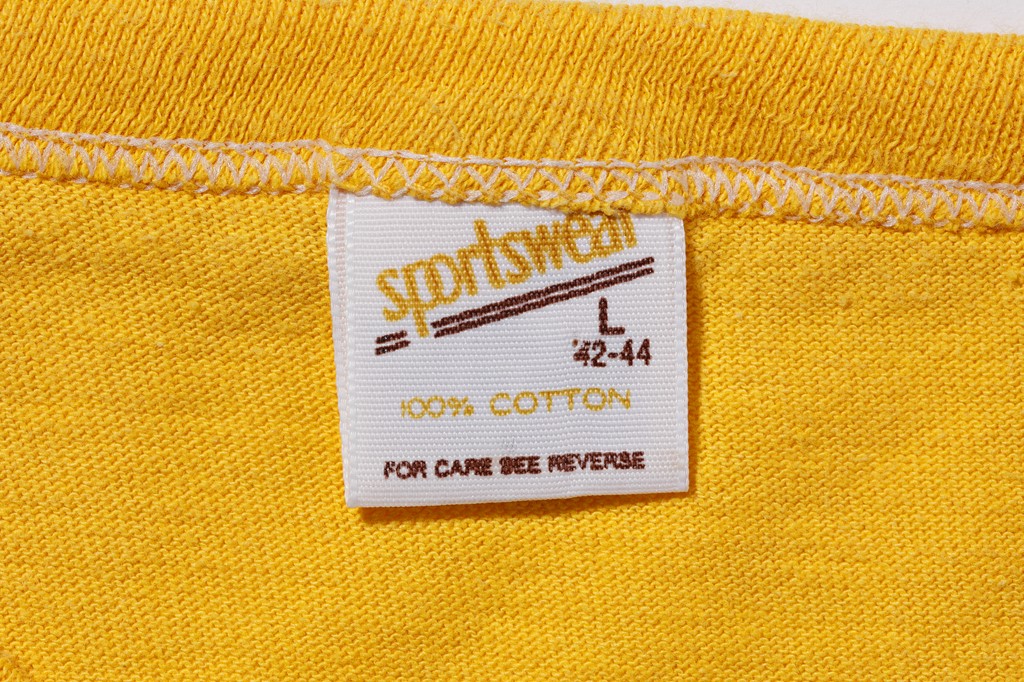 sportswear
L
42-44
100% COTTON
FOR CARE SEE REVERSE